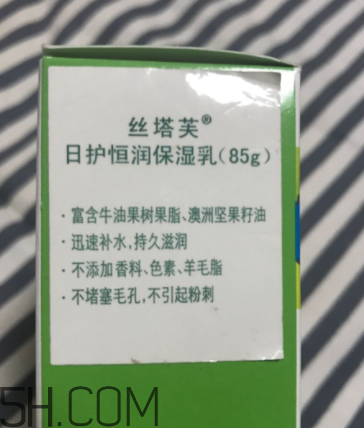 丝塔芙®
日护恒润保湿乳(85g)
·富含牛油果树果脂、澳洲坚果籽油
·迅速补水,持久滋润
·不添加香料、色素、羊毛脂
·不堵塞毛孔,不引起粉刺
5H.COM